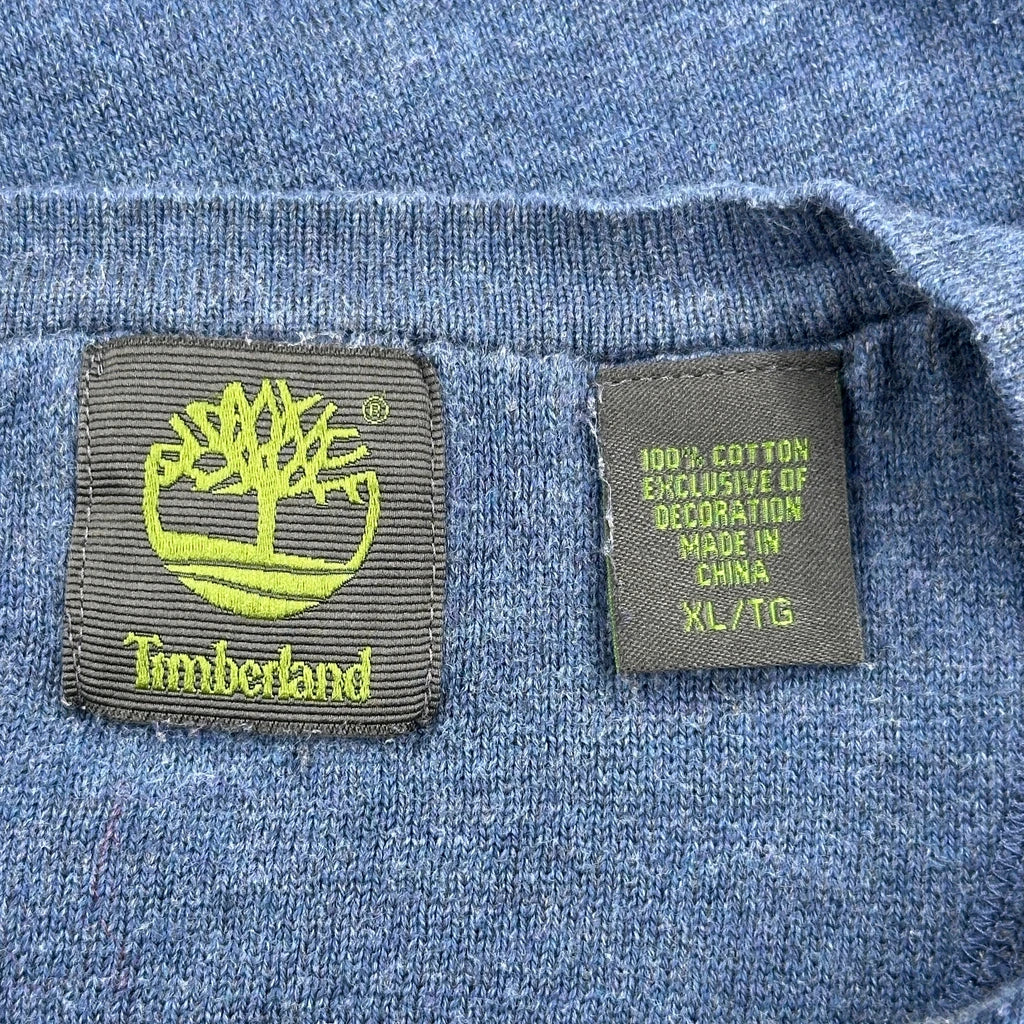 ®
Timberland
100% COTTON
EXCLUSIVE OF
DECORATION
MADE IN
CHINA
XL/TG